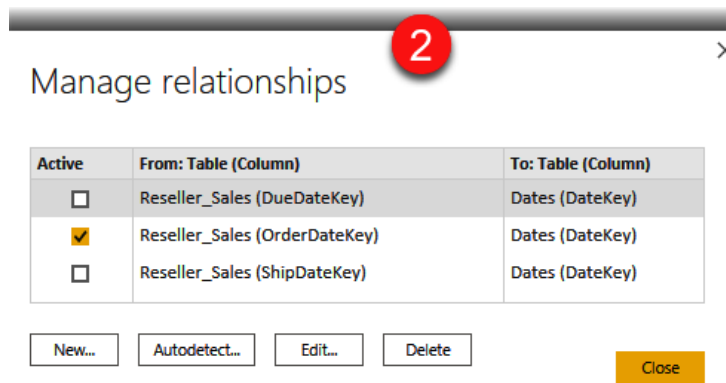 2
Manage relationships
Active From: Table (Column) To: Table (Column)
Reseller_Sales (DueDateKey) Dates (DateKey)
Reseller_Sales (OrderDateKey) Dates (DateKey)
Reseller_Sales (ShipDateKey) Dates (DateKey)
New... Autodetect... Edit... Delete
Close